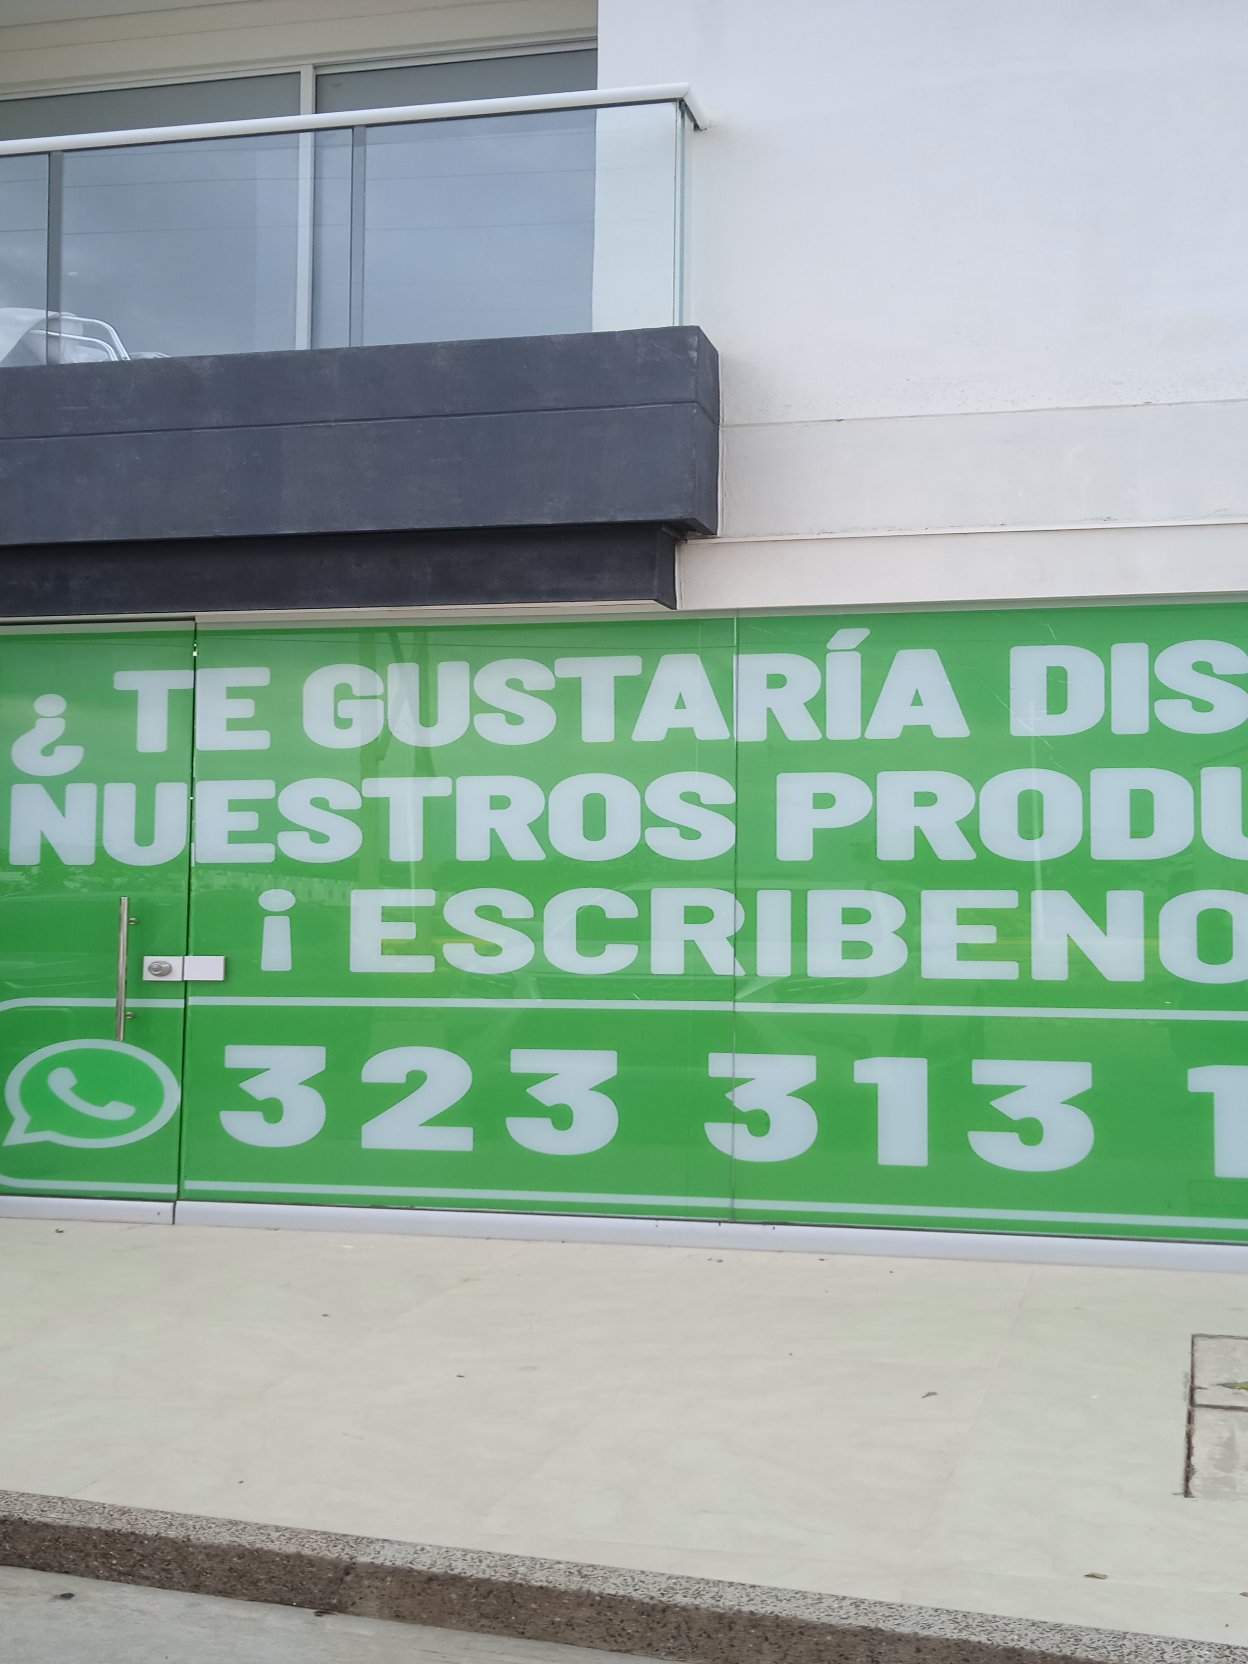 ¿TE GUSTARÍA DIS
NUESTROS PRODU
¡ESCRIBENO
323 313 1